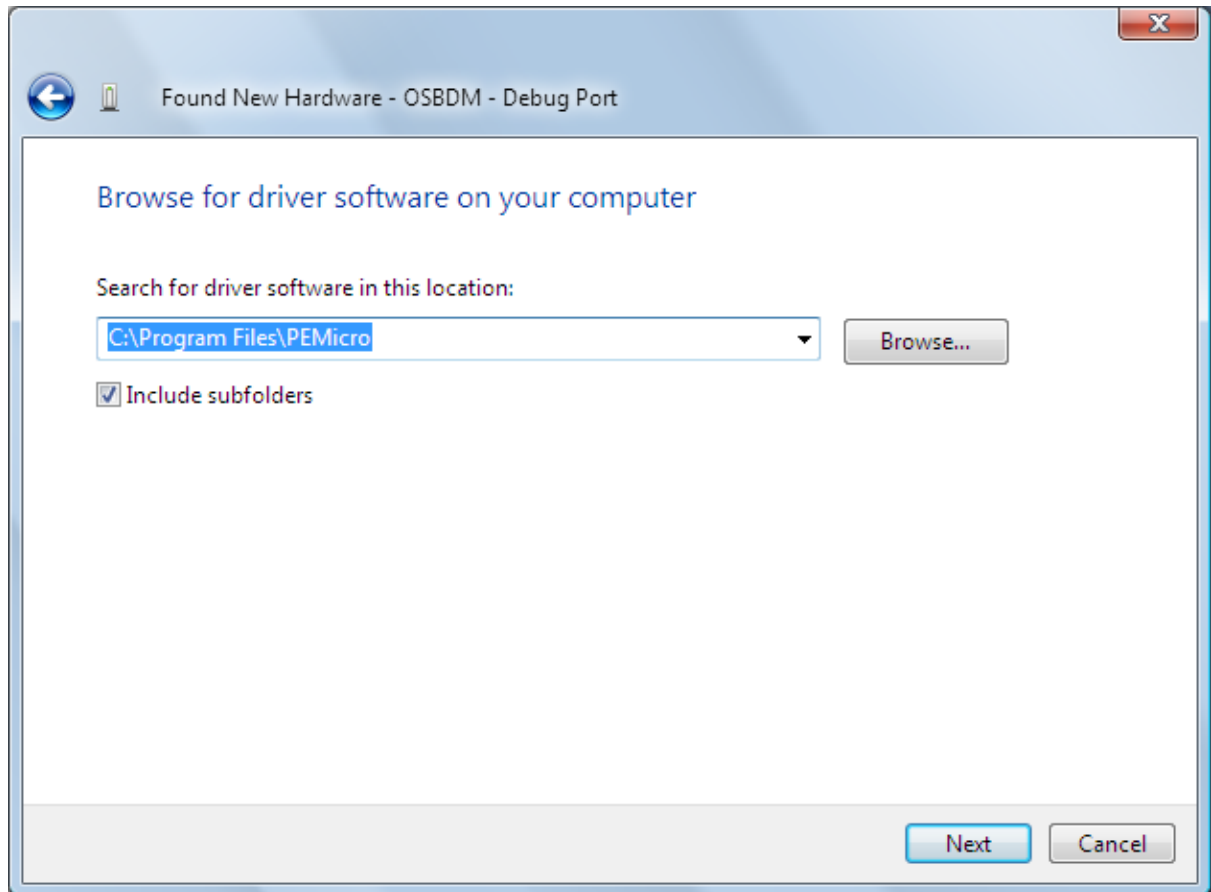 Found New Hardware - OSBDM - Debug Port
Browse for driver software on your computer
Search for driver software in this location:
C:\Program Files\PEMicro
Browse...
Include subfolders
Next
Cancel